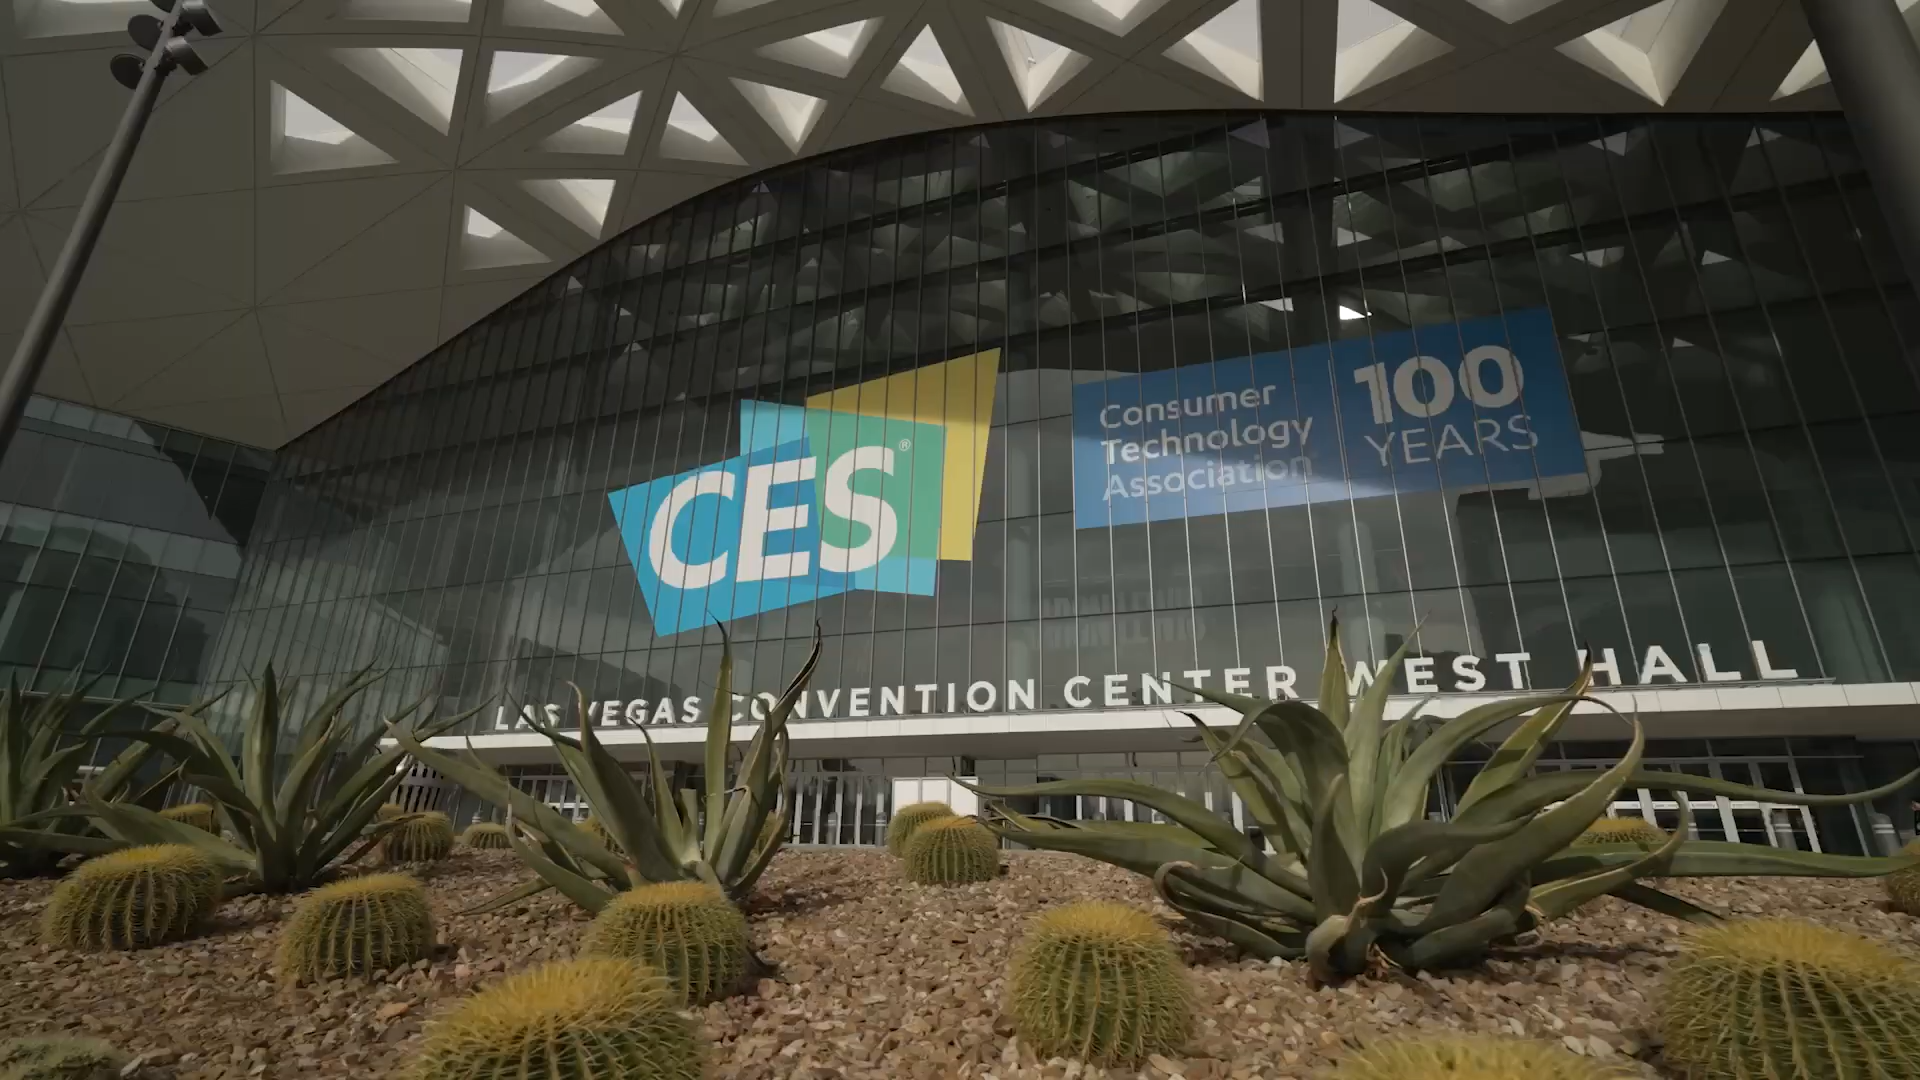 CES®
Consumer
Technology
Association
100
YEARS
LAS VEGAS CONVENTION CENTER WEST HALL